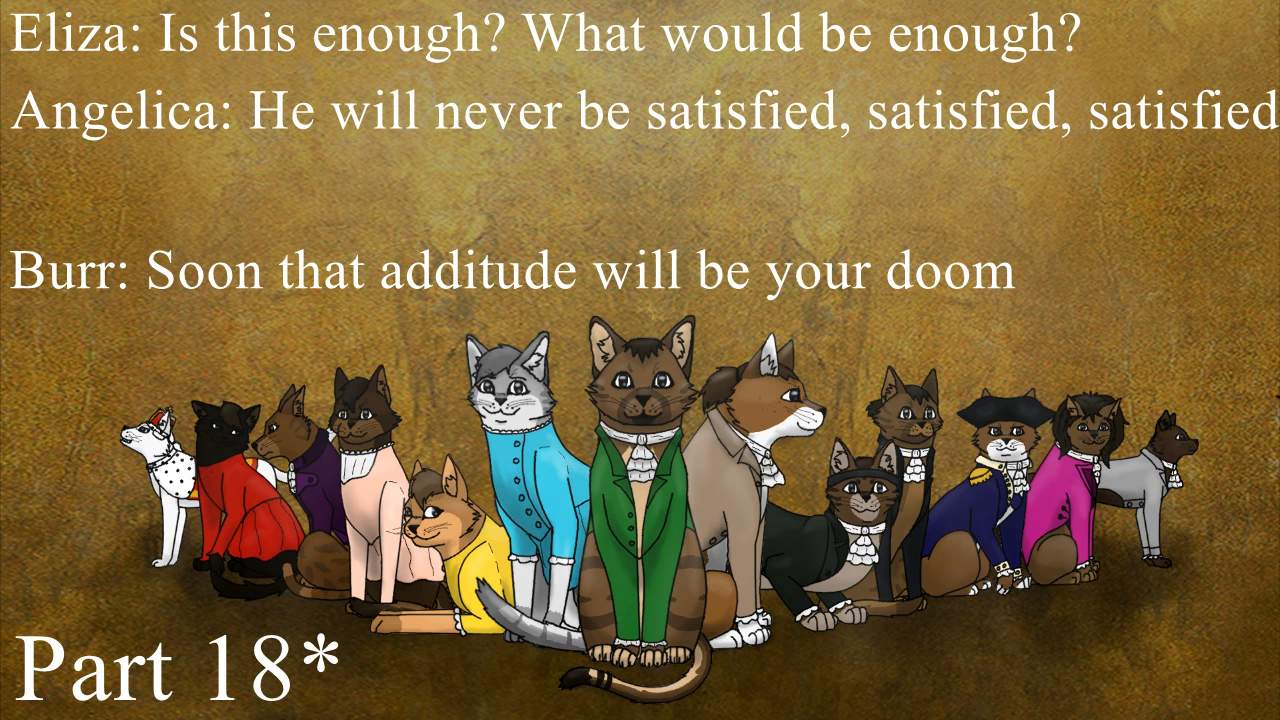 Eliza: Is this enough? What would be enough?
Angelica: He will never be satisfied, satisfied, satisfied
Burr: Soon that additude will be your doom
Part 18*